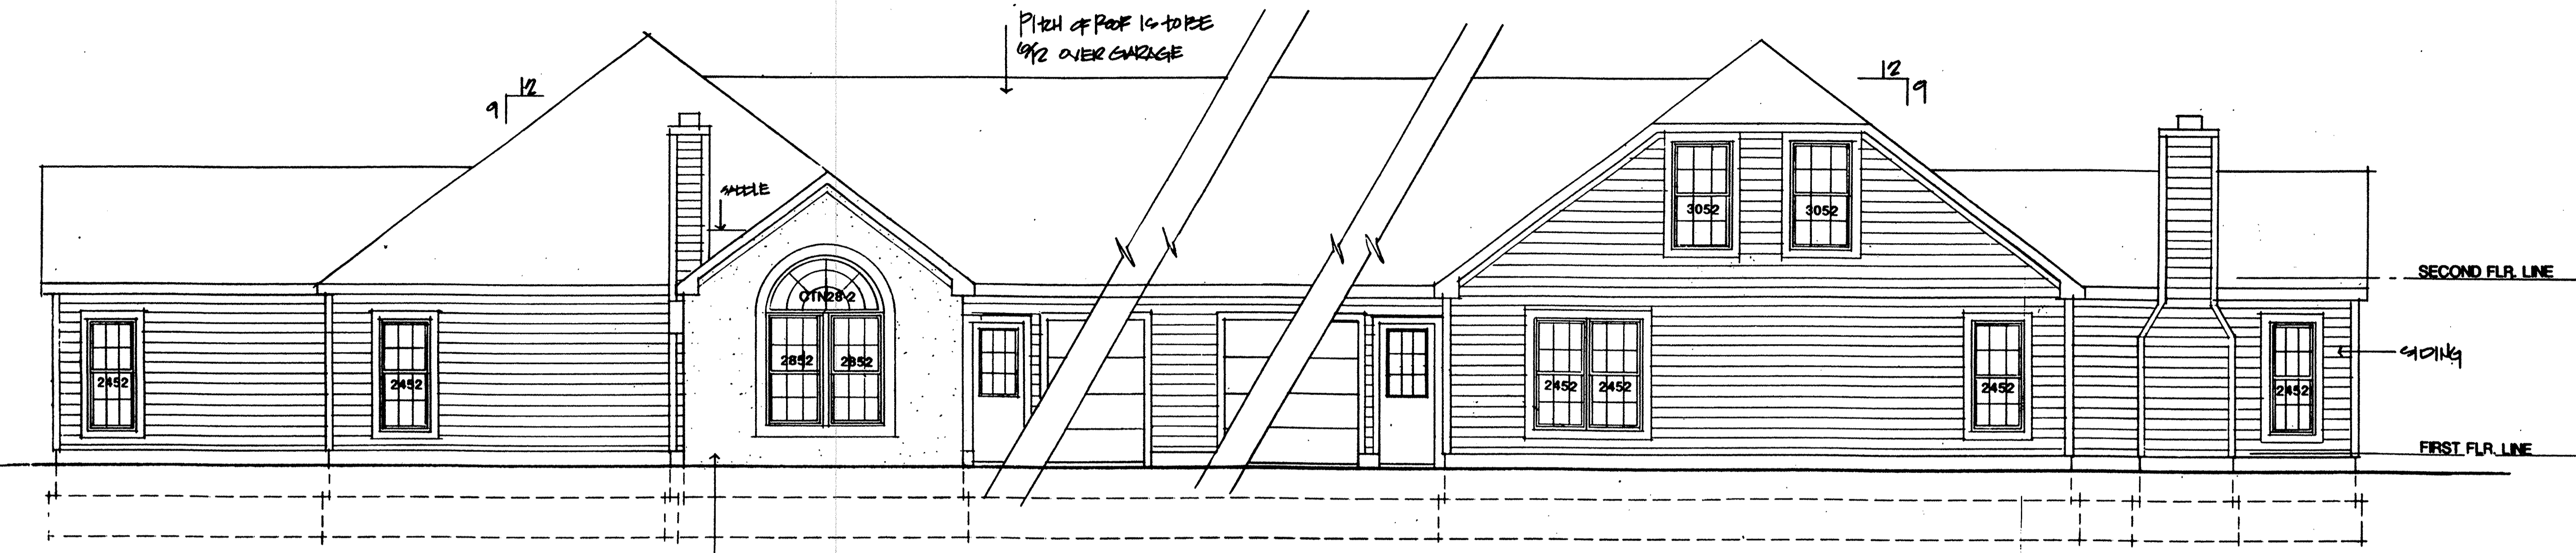 PITCH OF ROOF IS TO BE
6/12 OVER GARAGE
12
9
12
9
SADDLE
3052
3052
SECOND FLR. LINE
CTN28-2
2852
2852
SIDING
2452
2452
2452
2452
2452
2452
FIRST FLR. LINE